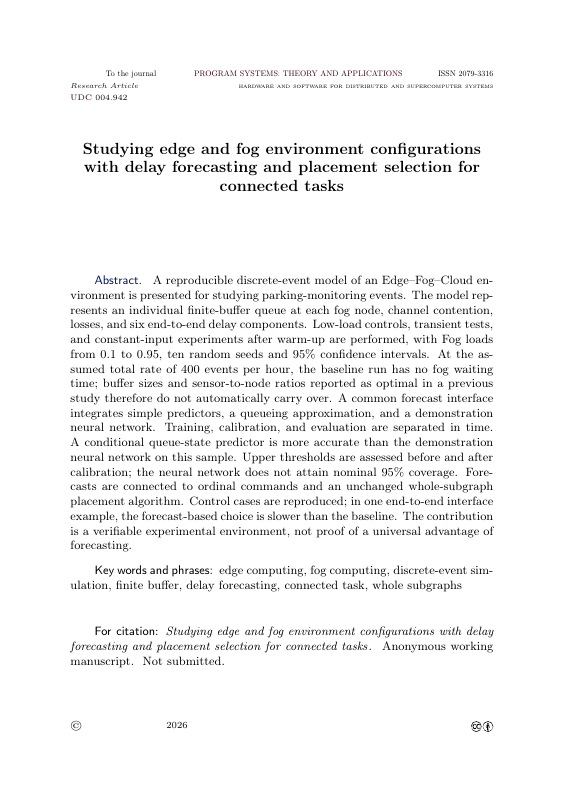 To the journal PROGRAM SYSTEMS: THEORY AND APPLICATIONS ISSN 2079-3316
Research Article HARDWARE AND SOFTWARE FOR DISTRIBUTED AND SUPERCOMPUTER SYSTEMS
UDC 004.942
Studying edge and fog environment configurations
with delay forecasting and placement selection for
connected tasks
Abstract. A reproducible discrete-event model of an Edge–Fog–Cloud en-
vironment is presented for studying parking-monitoring events. The model rep-
resents an individual finite-buffer queue at each fog node, channel contention,
losses, and six end-to-end delay components. Low-load controls, transient tests,
and constant-input experiments after warm-up are performed, with Fog loads
from 0.1 to 0.95, ten random seeds and 95% confidence intervals. At the as-
sumed total rate of 400 events per hour, the baseline run has no fog waiting
time; buffer sizes and sensor-to-node ratios reported as optimal in a previous
study therefore do not automatically carry over. A common forecast interface
integrates simple predictors, a queueing approximation, and a demonstration
neural network. Training, calibration, and evaluation are separated in time.
A conditional queue-state predictor is more accurate than the demonstration
neural network on this sample. Upper thresholds are assessed before and after
calibration; the neural network does not attain nominal 95% coverage. Fore-
casts are connected to ordinal commands and an unchanged whole-subgraph
placement algorithm. Control cases are reproduced; in one end-to-end interface
example, the forecast-based choice is slower than the baseline. The contribution
is a verifiable experimental environment, not proof of a universal advantage of
forecasting.
Key words and phrases: edge computing, fog computing, discrete-event sim-
ulation, finite buffer, delay forecasting, connected task, whole subgraphs
For citation: Studying edge and fog environment configurations with delay
forecasting and placement selection for connected tasks. Anonymous working
manuscript. Not submitted.
© 2026